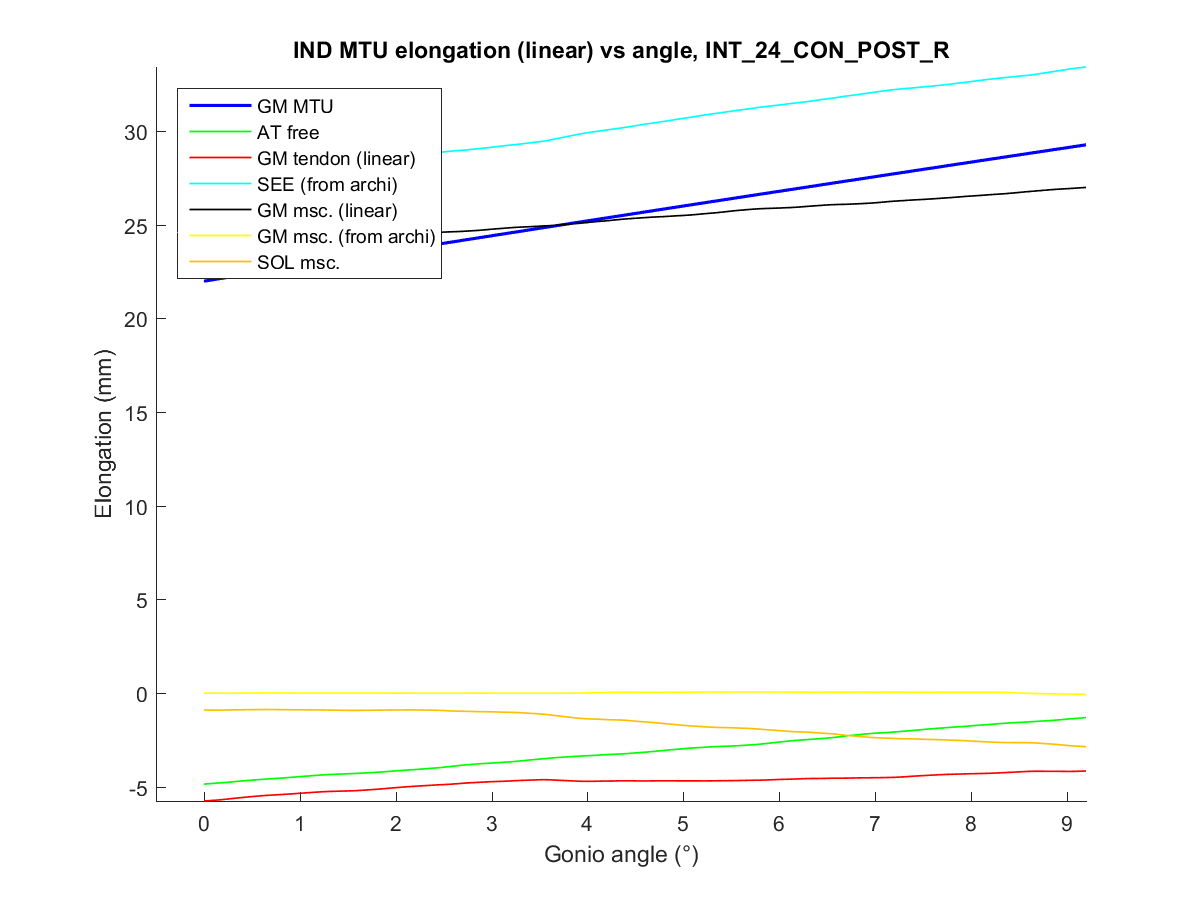 IND MTU elongation (linear) vs angle, INT_24_CON_POST_R
GM MTU
AT free
GM tendon (linear)
SEE (from archi)
GM msc. (linear)
GM msc. (from archi)
SOL msc.
30
25
20
15
10
5
0
-5
Elongation (mm)
0 1 2 3 4 5 6 7 8 9
Gonio angle (°)